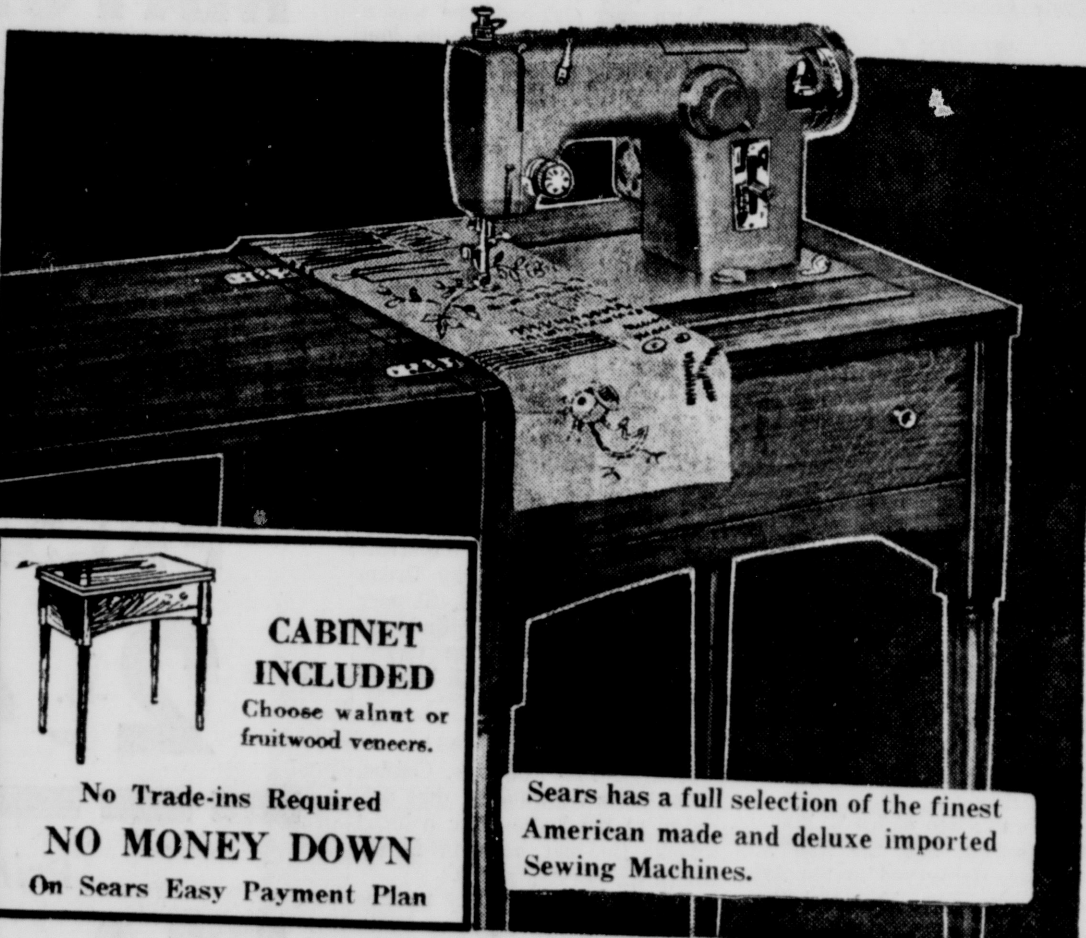 CABINET
INCLUDED
Choose walnut or
fruitwood veneers.
No Trade-ins Required
NO MONEY DOWN
On Sears Easy Payment Plan
Sears has a full selection of the finest
American made and deluxe imported
Sewing Machines.